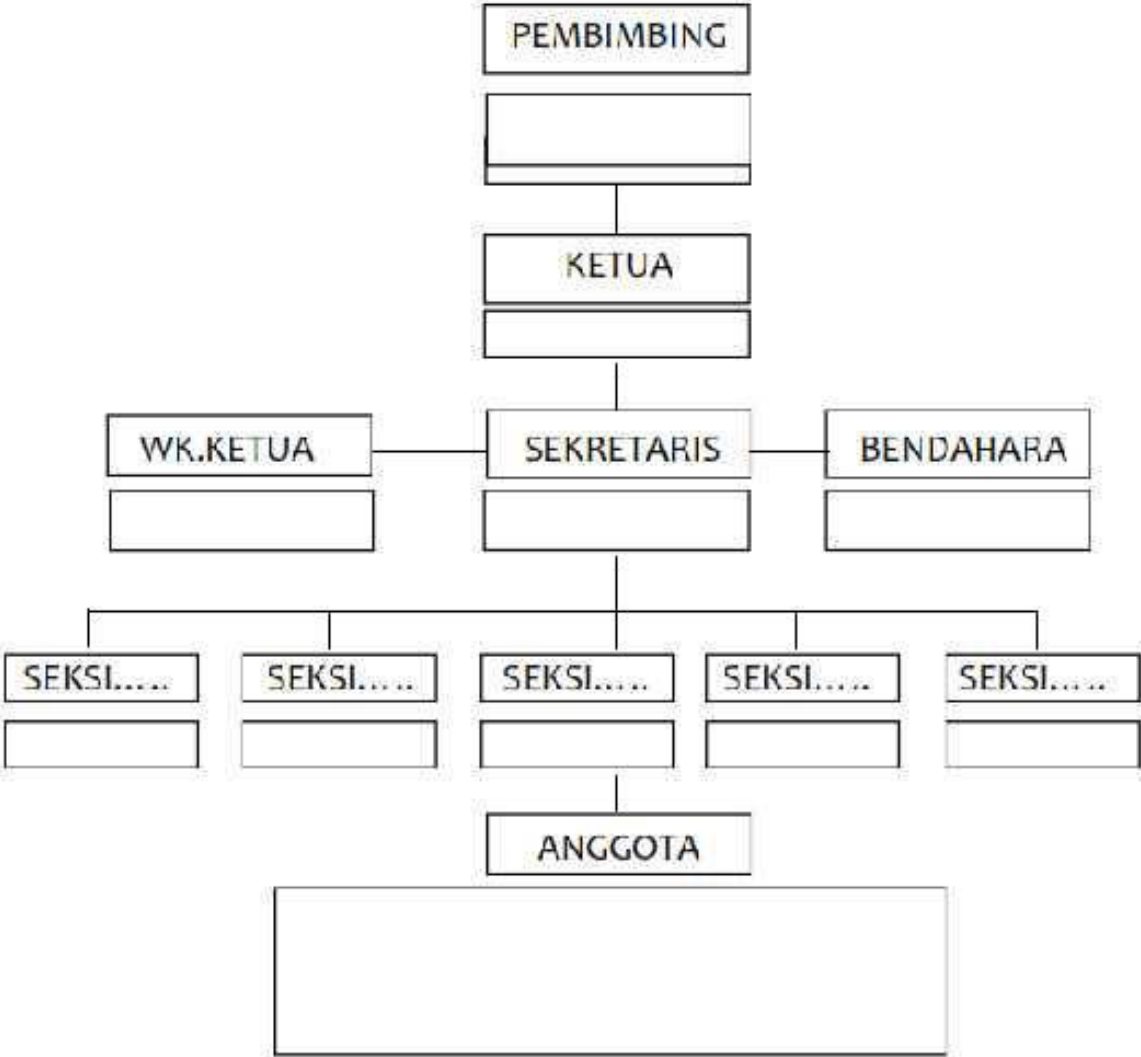 PEMBIMBING
KETUA
WK.KETUA
SEKRETARIS
BENDAHARA
SEKSI.....
SEKSI.....
SEKSI.....
SEKSI.....
SEKSI.....
ANGGOTA